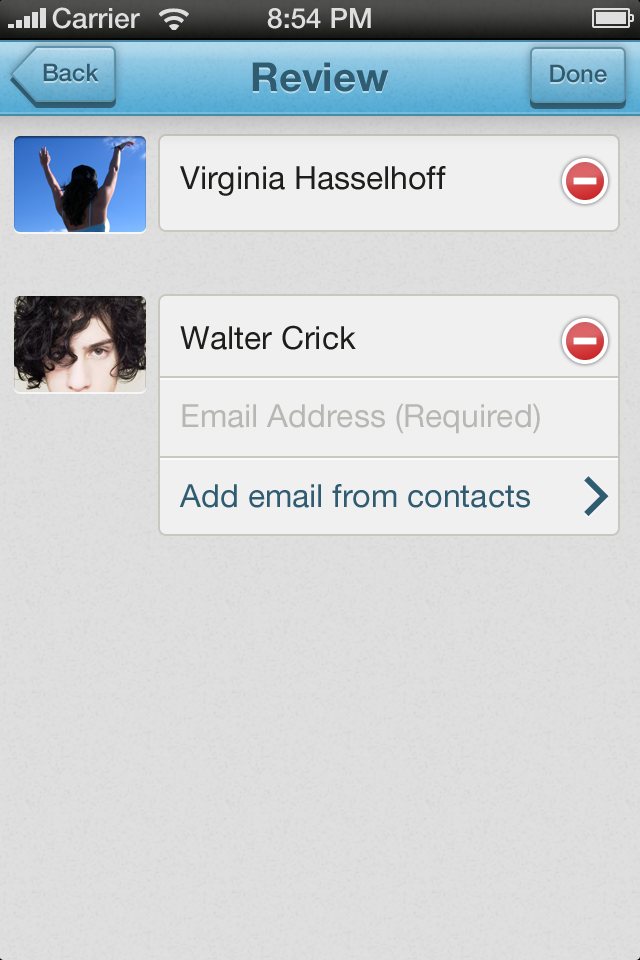 Carrier 8:54 PM
Back Review Done
Virginia Hasselhoff
Walter Crick
Email Address (Required)
Add email from contacts